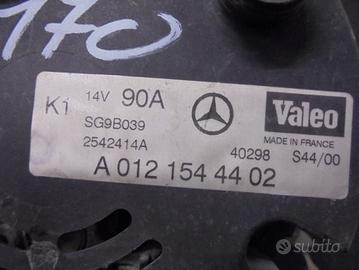 170
K1 14V 90A Valeo
SG9B039 MADE IN FRANCE
2542414A 40298 S44/00
A 012 154 44 02
subito